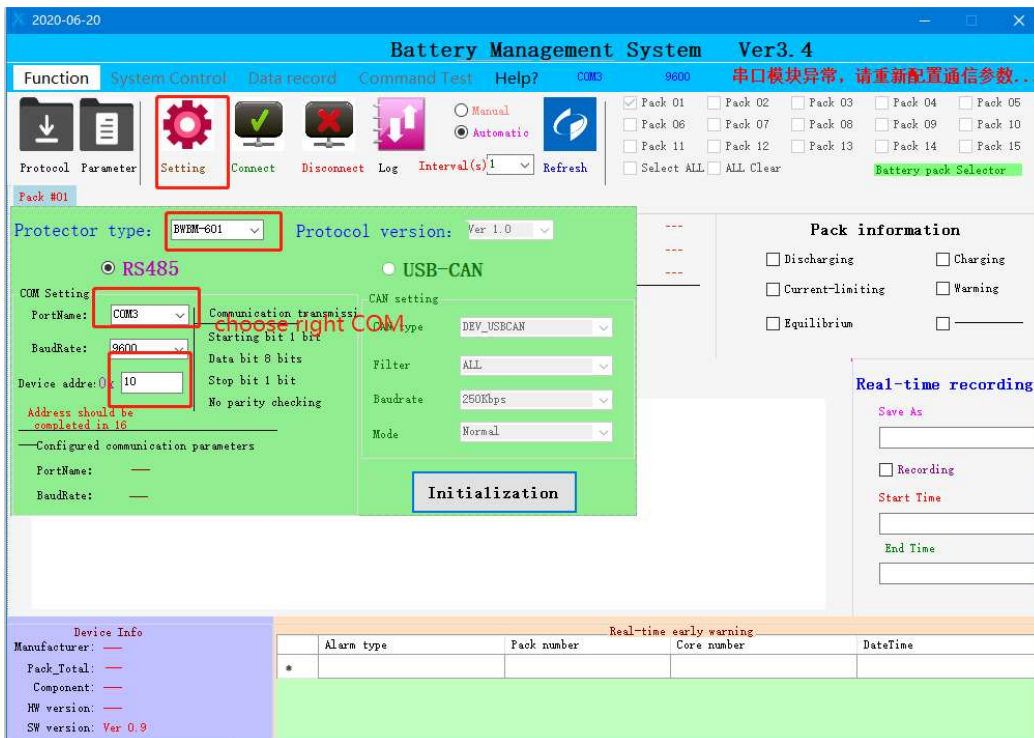 2020-06-20
Battery Management System Ver3.4
Function System Control Data record Command Test Help? COM3 9600 串口模块异常，请重新配置通信参数...
Manual
Automatic
Protocol Parameter Setting Connect Disconnect Log Interval(s) 1 Refresh
Pack 01 Pack 02 Pack 03 Pack 04 Pack 05
Pack 06 Pack 07 Pack 08 Pack 09 Pack 10
Pack 11 Pack 12 Pack 13 Pack 14 Pack 15
Select ALL ALL Clear Battery pack Selector
Pack #01
Protector type: BWBM-601 Protocol version: Ver 1.0
RS485 USB-CAN
COM Setting
PortName: COM3
BaudRate: 9600
Device addre: 0x 10
Address should be
completed in 16
Communication transmissi
choose right COM
Starting bit 1 bit
Data bit 8 bits
Stop bit 1 bit
No parity checking
Configured communication parameters
PortName: —
BaudRate: —
CAN setting
CAN type DEV_USBCAN
Filter ALL
Baudrate 250Kbps
Mode Normal
Initialization
---
---
---
Pack information
Discharging Charging
Current-limiting Warming
Equilibrium ———
Real-time recording
Save As
Recording
Start Time
End Time
Device Info
Manufacturer: —
Pack_Total: —
Component: —
HW version: —
SW version: Ver 0.9
Real-time early warning
Alarm type Pack number Core number DateTime
*